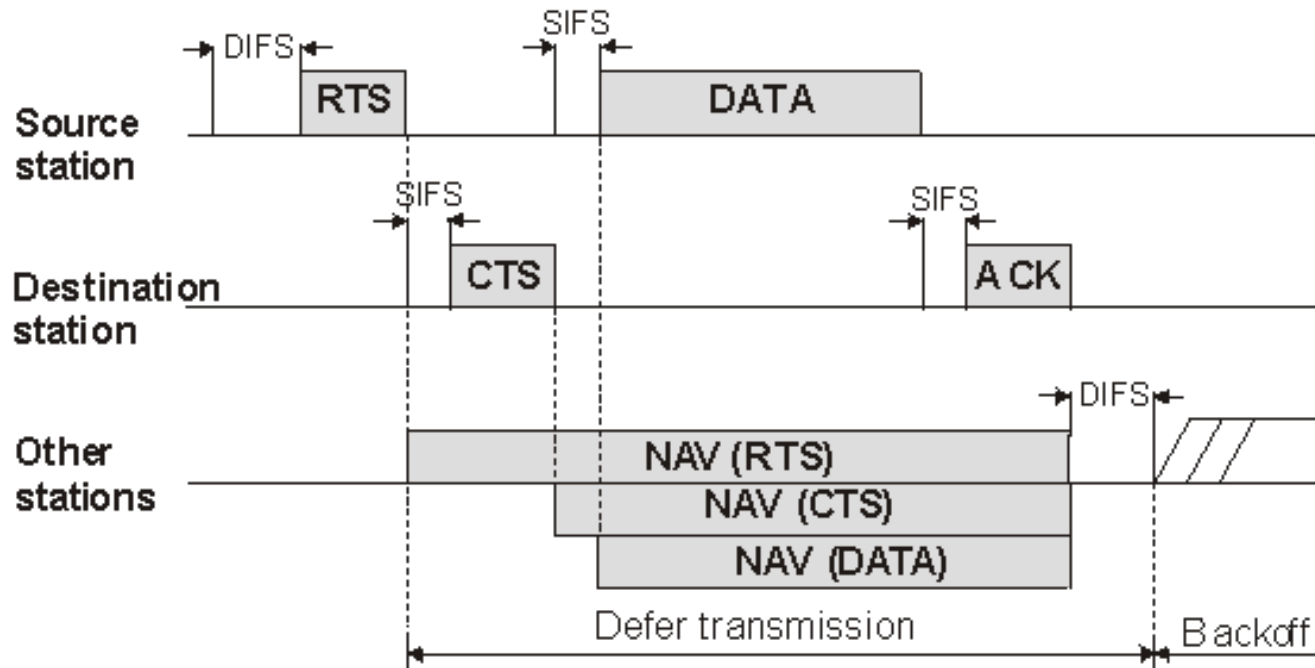 SIFS
DIFS
RTS
DATA
Source
station
SIFS
SIFS
CTS
ACK
Destination
station
DIFS
Other
stations
NAV (RTS)
NAV (CTS)
NAV (DATA)
Defer transmission
Backoff